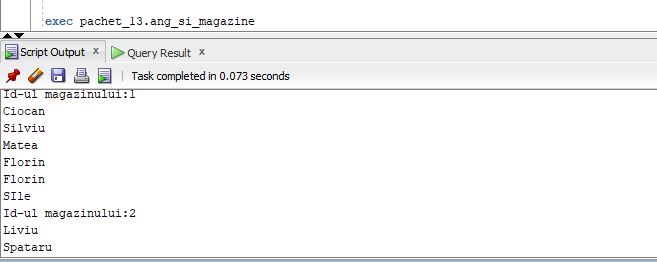 exec pachet_13.ang_si_magazine
Script Output x
Query Result x
Task completed in 0.073 seconds
Id-ul magazinului:1
Ciocan
Silviu
Matea
Florin
Florin
SIle
Id-ul magazinului:2
Liviu
Spataru